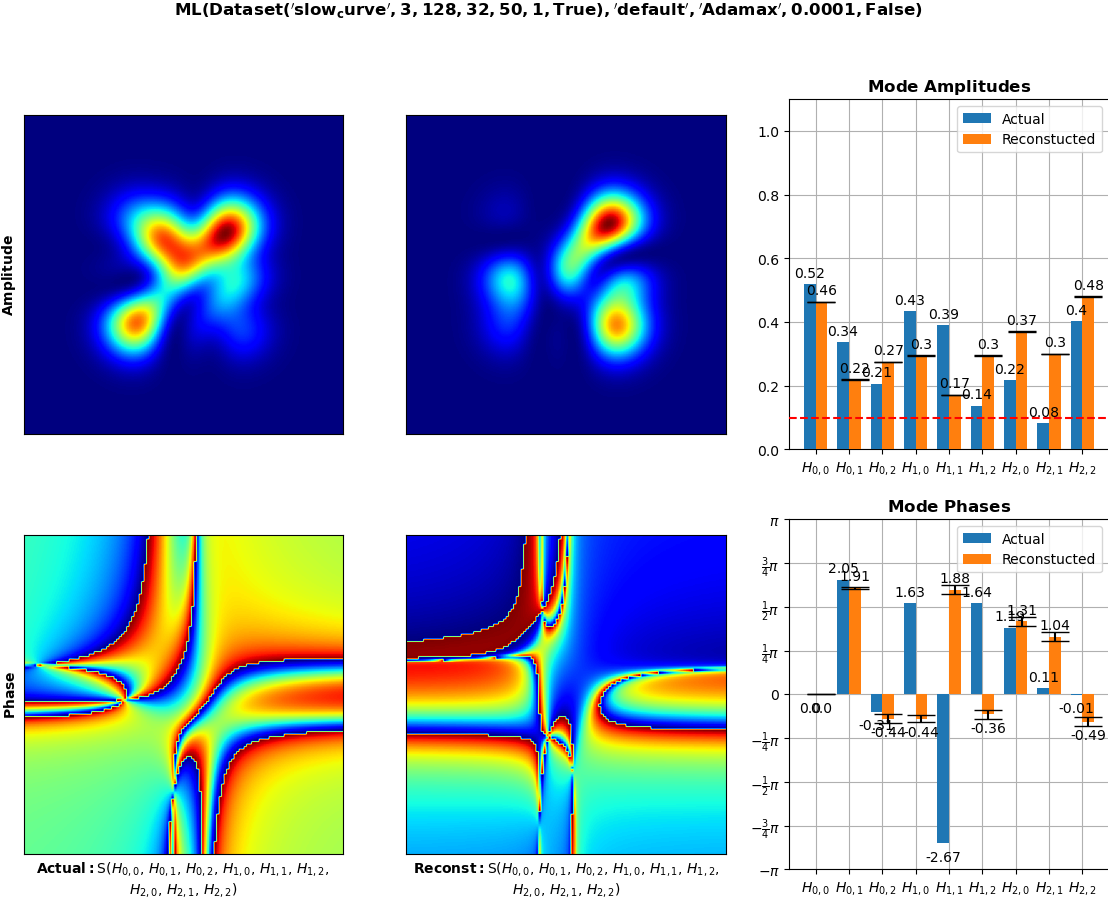 ML(Dataset('slow_curve', 3, 128, 32, 50, 1, True), 'default', 'Adamax', 0.0001, False)
Amplitude
Mode Amplitudes
Actual
Reconstucted
1.0
0.8
0.6
0.4
0.2
0.0
0.52
0.46
0.34
0.22
0.21
0.27
0.43
0.3
0.39
0.17
0.14
0.3
0.22
0.37
0.08
0.3
0.4
0.48
H0,0 H0,1 H0,2 H1,0 H1,1 H1,2 H2,0 H2,1 H2,2
Phase
Mode Phases
Actual
Reconstucted
π
3/4π
1/2π
1/4π
0
−1/4π
−1/2π
−3/4π
−π
0.0
0.0
2.05
1.91
-0.31
-0.44
1.63
-0.44
-2.67
1.88
1.64
-0.36
1.31
0.11
1.04
-0.01
-0.49
H0,0 H0,1 H0,2 H1,0 H1,1 H1,2 H2,0 H2,1 H2,2
Actual: S(H0,0, H0,1, H0,2, H1,0, H1,1, H1,2,
H2,0, H2,1, H2,2)
Reconst: S(H0,0, H0,1, H0,2, H1,0, H1,1, H1,2,
H2,0, H2,1, H2,2)